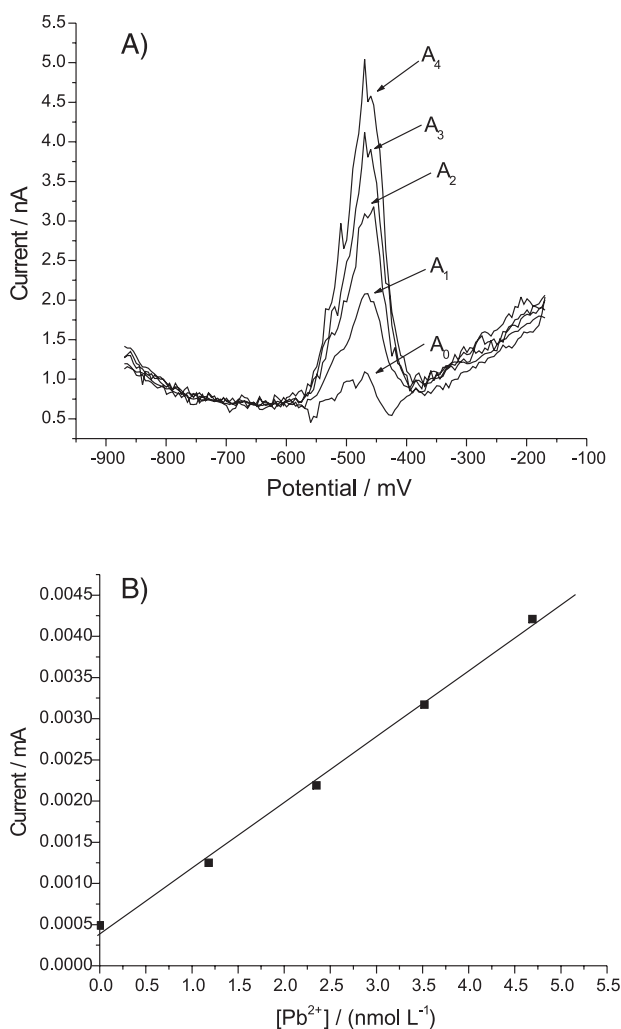 A)
5.5
5.0
4.5
4.0
3.5
3.0
2.5
2.0
1.5
1.0
0.5
Current / nA
A₄
A₃
A₂
A₁
A₀
-900 -800 -700 -600 -500 -400 -300 -200 -100
Potential / mV
B)
0.0045
0.0040
0.0035
0.0030
0.0025
0.0020
0.0015
0.0010
0.0005
0.0000
Current / mA
0.0 0.5 1.0 1.5 2.0 2.5 3.0 3.5 4.0 4.5 5.0 5.5
[Pb²⁺] / (nmol L⁻¹)